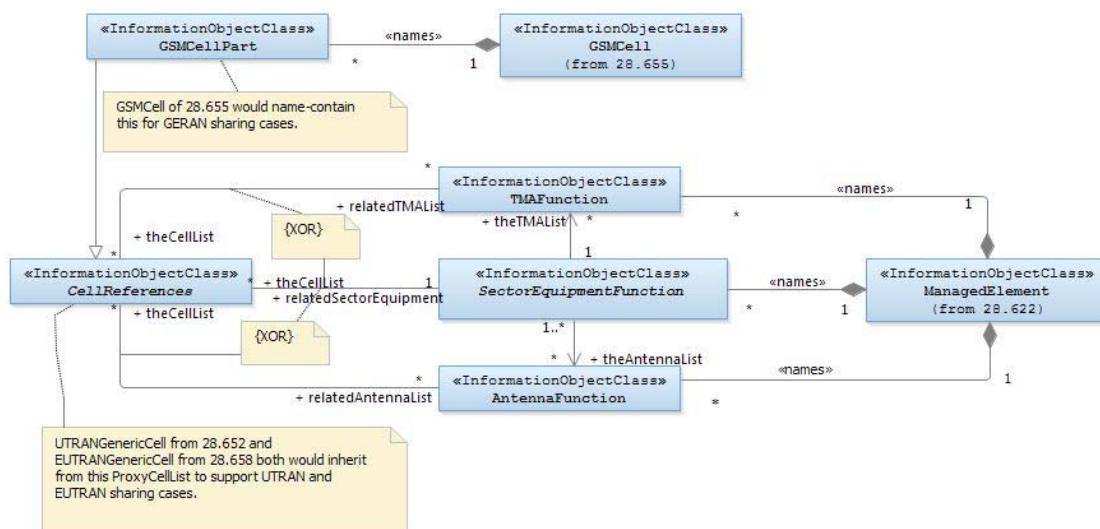 «InformationObjectClass»
GSMCellPart
«names»
*
1
«InformationObjectClass»
GSMCell
(from 28.655)
GSMCell of 28.655 would name-contain
this for GERAN sharing cases.
*
+ relatedTMAList
«InformationObjectClass»
TMAFunction
«names»
*
1
+ theTMAList
*
1
{XOR}
+ theCellList
*
«InformationObjectClass»
CellReferences
*
+ theCellList
1
+ relatedSectorEquipment
«InformationObjectClass»
SectorEquipmentFunction
«names»
*
1
«InformationObjectClass»
ManagedElement
(from 28.622)
*
+ theCellList
{XOR}
1..*
*
+ theAntennaList
*
+ relatedAntennaList
«InformationObjectClass»
AntennaFunction
«names»
*
1
UTRANGenericCell from 28.652 and
EUTRANGenericCell from 28.658 both would inherit
from this ProxyCellList to support UTRAN and
EUTRAN sharing cases.